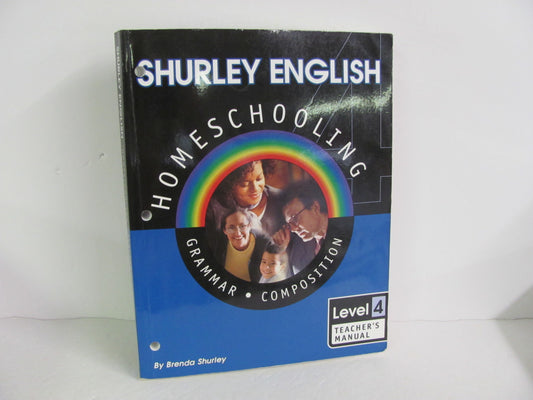 SHURLEY ENGLISH
HOMESCHOOLING
GRAMMAR • COMPOSITION
Level 4
TEACHER'S
MANUAL
By Brenda Shurley